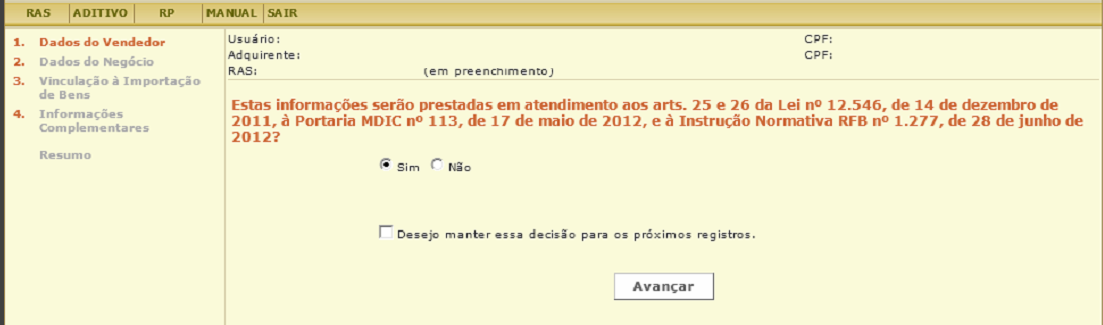 RAS ADITIVO RP MANUAL SAIR
1. Dados do Vendedor
2. Dados do Negócio
3. Vinculação à Importação
de Bens
4. Informações
Complementares
Resumo
Usuário: CPF:
Adquirente: CPF:
RAS: (em preenchimento)
Estas informações serão prestadas em atendimento aos arts. 25 e 26 da Lei nº 12.546, de 14 de dezembro de
2011, à Portaria MDIC nº 113, de 17 de maio de 2012, e à Instrução Normativa RFB nº 1.277, de 28 de junho de
2012?
Sim Não
Desejo manter essa decisão para os próximos registros.
Avançar